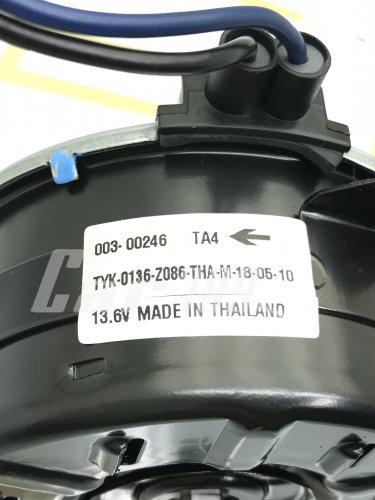 003-00246 TA4 ←
TYK-0136-Z086-THA-M-18-05-10
13.6V MADE IN THAILAND